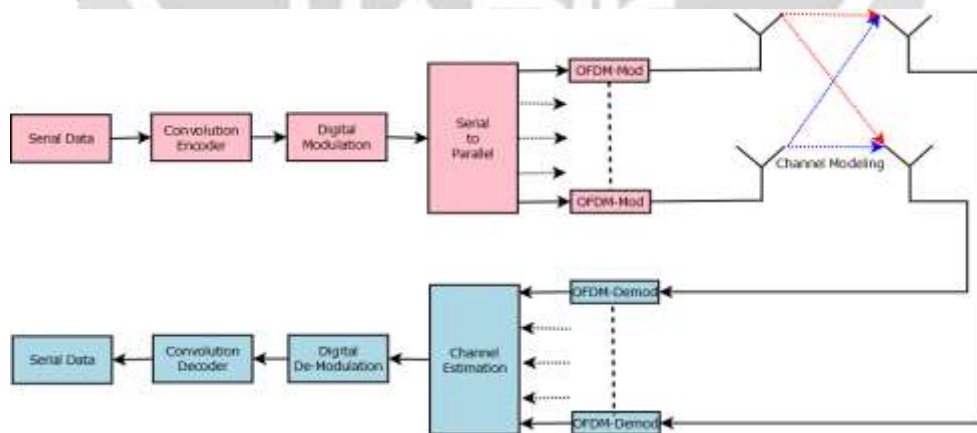 OFDM-Mod
Serial Data
Convolution
Encoder
Digital
Modulation
Serial
to
Parallel
Channel Modeling
OFDM-Mod
OFDM-Demod
Serial Data
Convolution
Decoder
Digital
De-Modulation
Channel
Estimation
OFDM-Demod